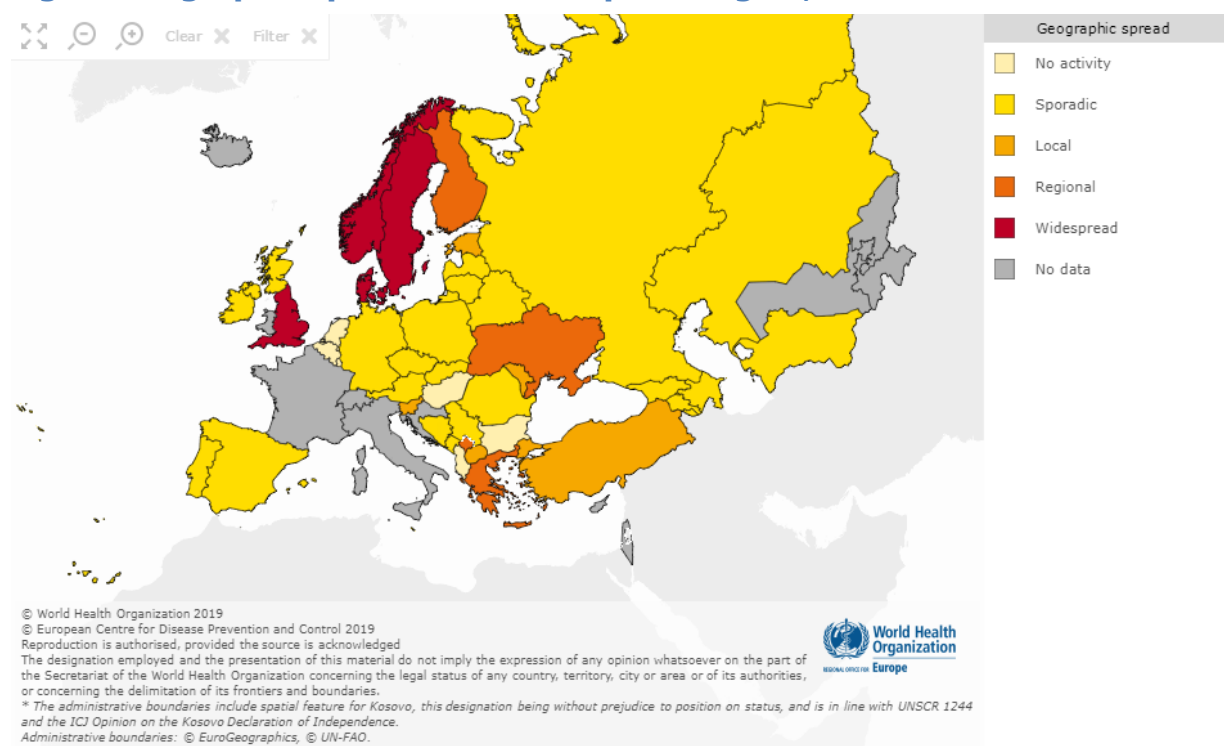 Clear
Filter
Geographic spread
No activity
Sporadic
Local
Regional
Widespread
No data
© World Health Organization 2019
© European Centre for Disease Prevention and Control 2019
Reproduction is authorised, provided the source is acknowledged
The designation employed and the presentation of this material do not imply the expression of any opinion whatsoever on the part of
the Secretariat of the World Health Organization concerning the legal status of any country, territory, city or area or of its authorities,
or concerning the delimitation of its frontiers and boundaries.
* The administrative boundaries include spatial feature for Kosovo, this designation being without prejudice to position on status, and is in line with UNSCR 1244
and the ICJ Opinion on the Kosovo Declaration of Independence.
Administrative boundaries: © EuroGeographics, © UN-FAO.
World Health
Organization
REGIONAL OFFICE FOR Europe